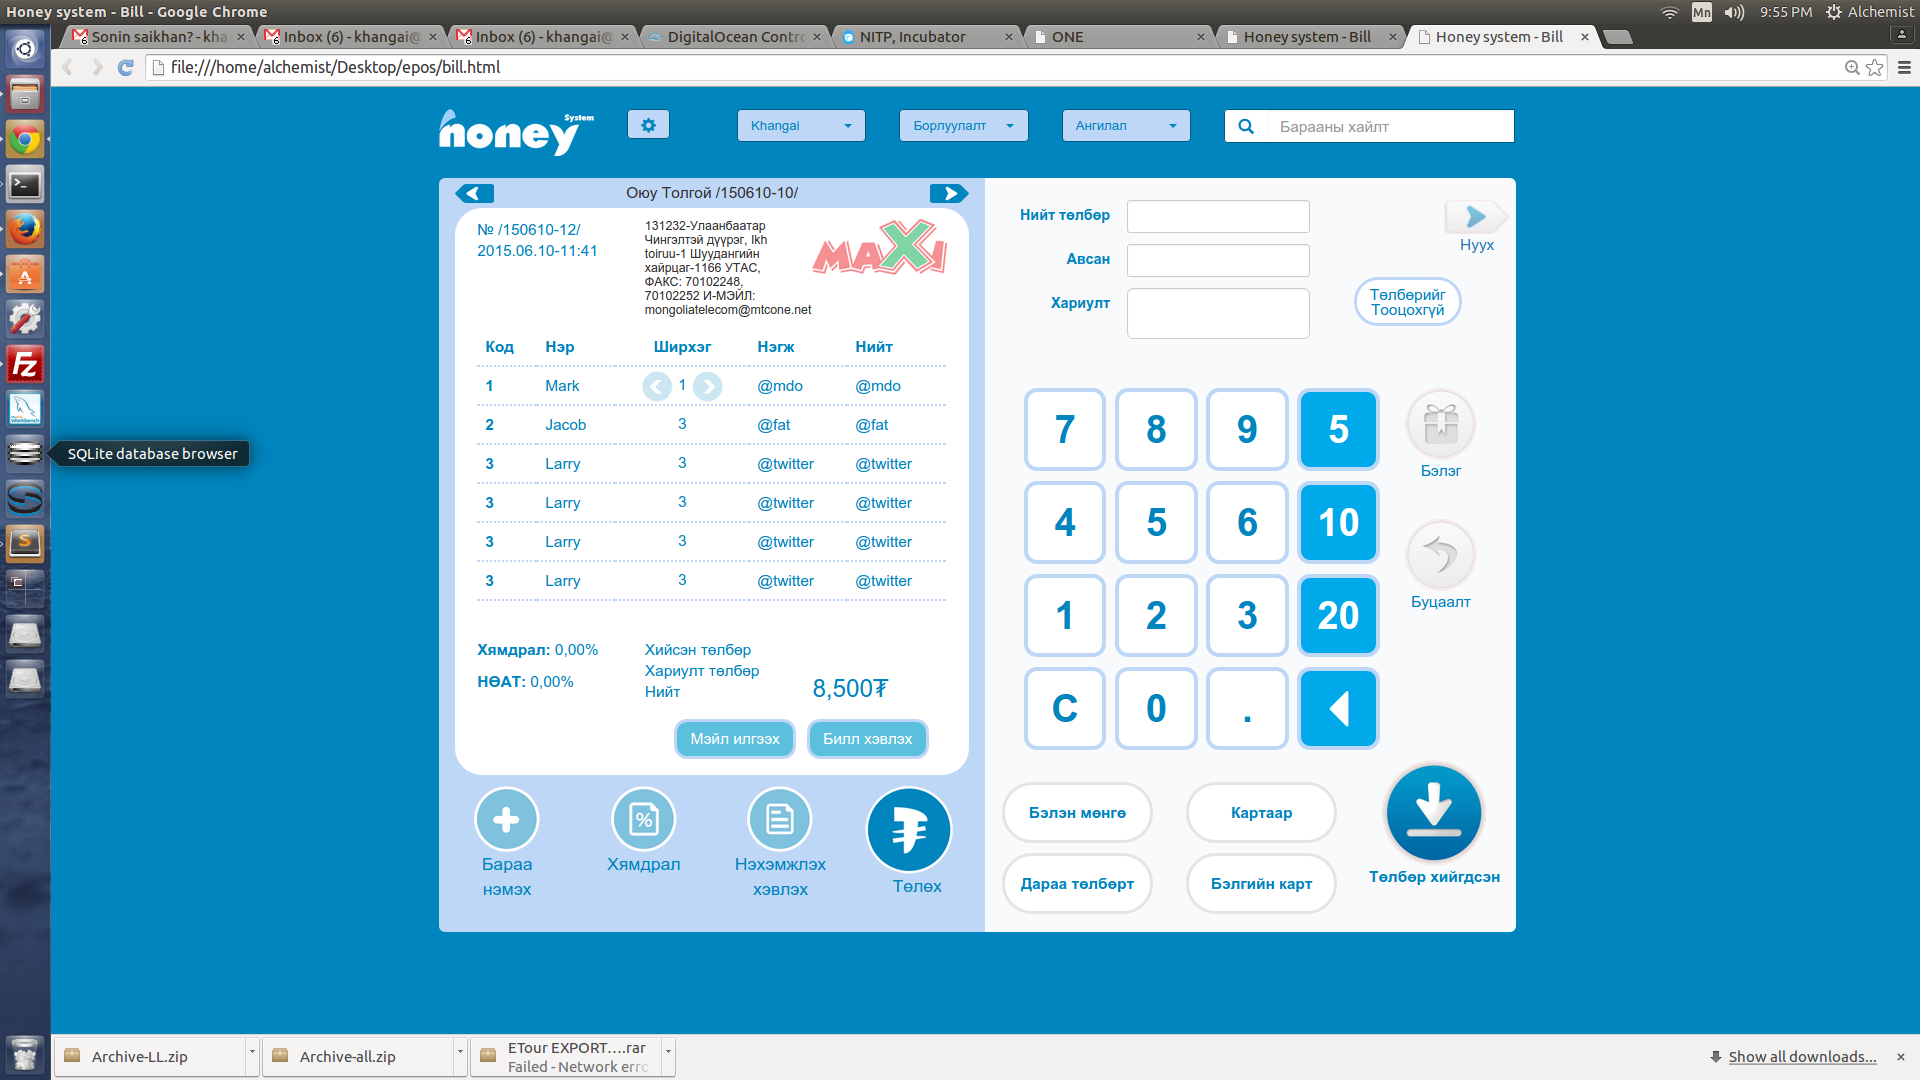 Honey system - Bill - Google Chrome
Mn
9:55 PM
Alchemist
Sonin saikhan? - kha
Inbox (6) - khangai@
Inbox (6) - khangai@
DigitalOcean Contro
NITP, Incubator
ONE
Honey system - Bill
Honey system - Bill
file:///home/alchemist/Desktop/epos/bill.html
honey System
Khangai
Борлуулалт
Ангилал
Барааны хайлт
Оюу Толгой /150610-10/
№ /150610-12/
2015.06.10-11:41
131232-Улаанбаатар
Чингэлтэй дүүрэг, Ikh
toiruu-1 Шуудангийн
хайрцаг-1166 УТАС,
ФАКС: 70102248,
70102252 И-МЭЙЛ:
mongoliatelecom@mtcone.net
MAXI
Код Нэр Ширхэг Нэгж Нийт
1 Mark 1 @mdo @mdo
2 Jacob 3 @fat @fat
3 Larry 3 @twitter @twitter
3 Larry 3 @twitter @twitter
3 Larry 3 @twitter @twitter
3 Larry 3 @twitter @twitter
Хямдрал: 0,00%
НӨАТ: 0,00%
Хийсэн төлбөр
Хариулт төлбөр
Нийт 8,500₮
Мэйл илгээх
Билл хэвлэх
Бараа
нэмэх
Хямдрал
Нэхэмжлэх
хэвлэх
Төлөх
Нийт төлбөр
Авсан
Хариулт
Нуух
Төлбөрийг
Тооцохгүй
7 8 9 5
4 5 6 10
1 2 3 20
C 0 .
Бэлэг
Буцаалт
Бэлэн мөнгө
Картаар
Дараа төлбөрт
Бэлгийн карт
Төлбөр хийгдсэн
SQLite database browser
Archive-LL.zip
Archive-all.zip
ETour EXPORT....rar
Failed - Network erro
Show all downloads...